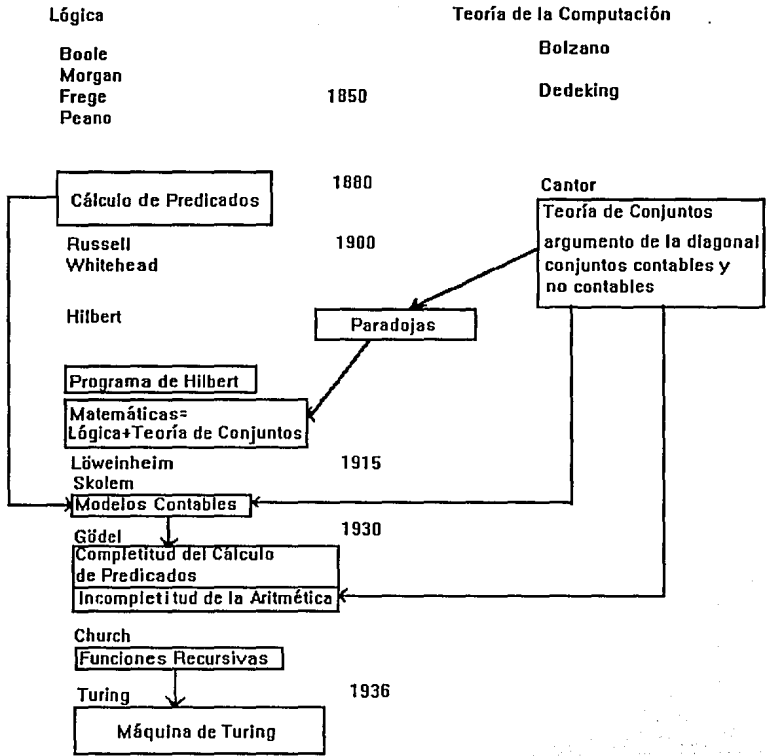 Lógica
Teoría de la Computación
Boole
Bolzano
Morgan
Frege
1850
Dedeking
Peano
1880
Cantor
Cálculo de Predicados
Teoría de Conjuntos
Russell
1900
argumento de la diagonal
Whitehead
conjuntos contables y
no contables
Hilbert
Paradojas
Programa de Hilbert
Matemáticas=
Lógica+Teoría de Conjuntos
Löweinheim
1915
Skolem
Modelos Contables
Gödel
1930
Completitud del Cálculo
de Predicados
Incompletitud de la Aritmética
Church
Funciones Recursivas
Turing
1936
Máquina de Turing